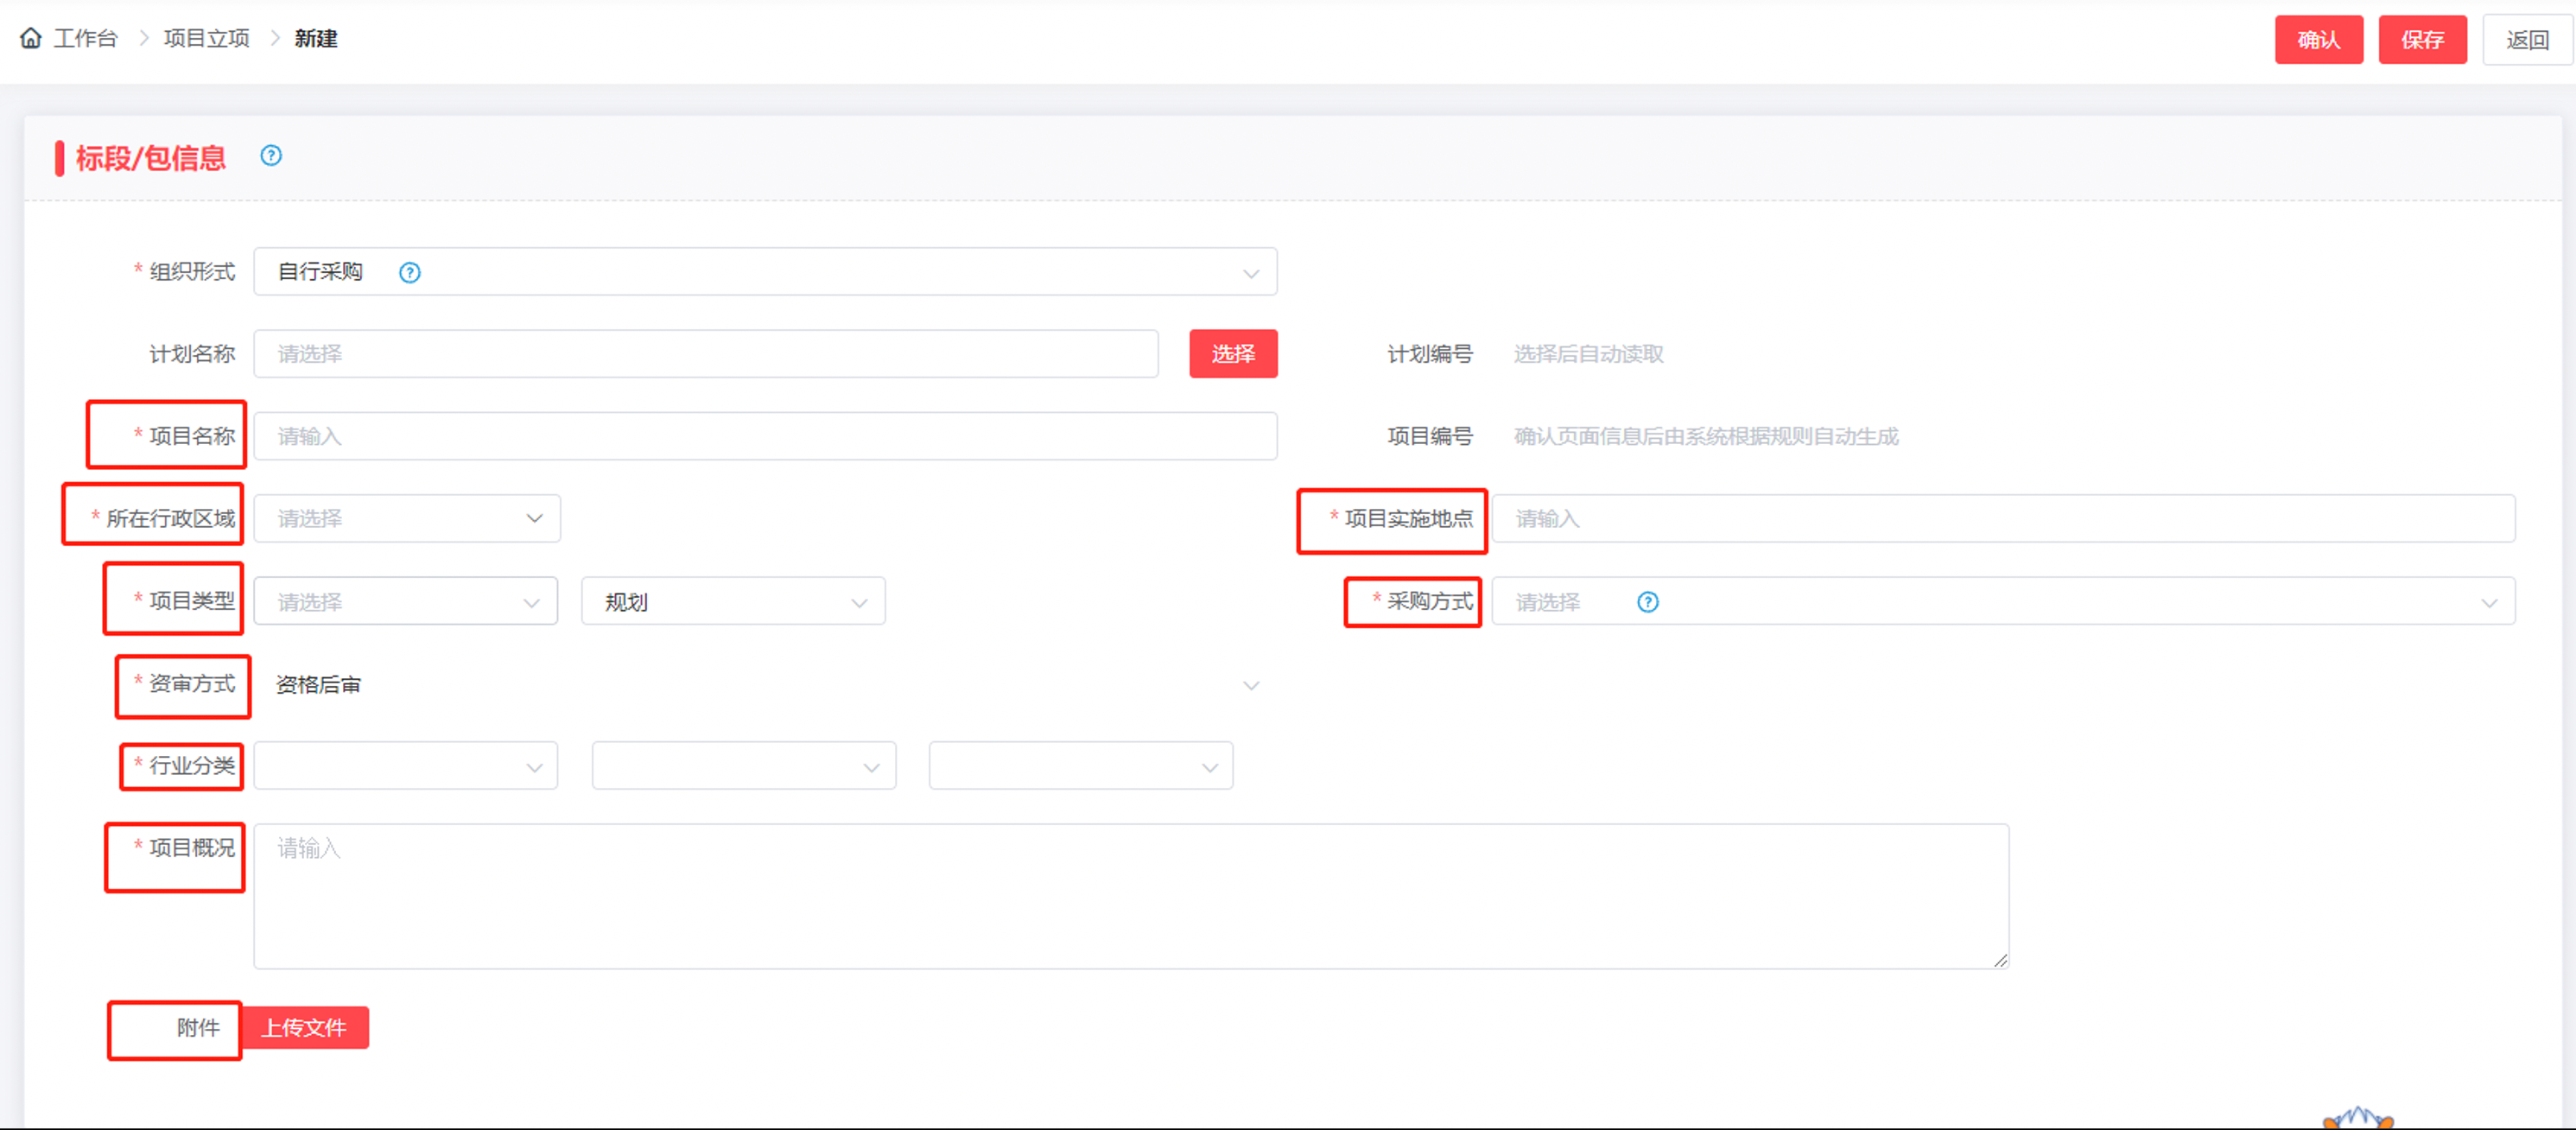 工作台 > 项目立项 > 新建 确认 保存 返回
标段/包信息 ?
* 组织形式 自行采购 ?
计划名称 请选择 选择 计划编号 选择后自动读取
* 项目名称 请输入 项目编号 确认页面信息后由系统根据规则自动生成
* 所在行政区域 请选择 * 项目实施地点 请输入
* 项目类型 请选择 规划 * 采购方式 请选择 ?
* 资审方式 资格后审
* 行业分类
* 项目概况 请输入
附件 上传文件